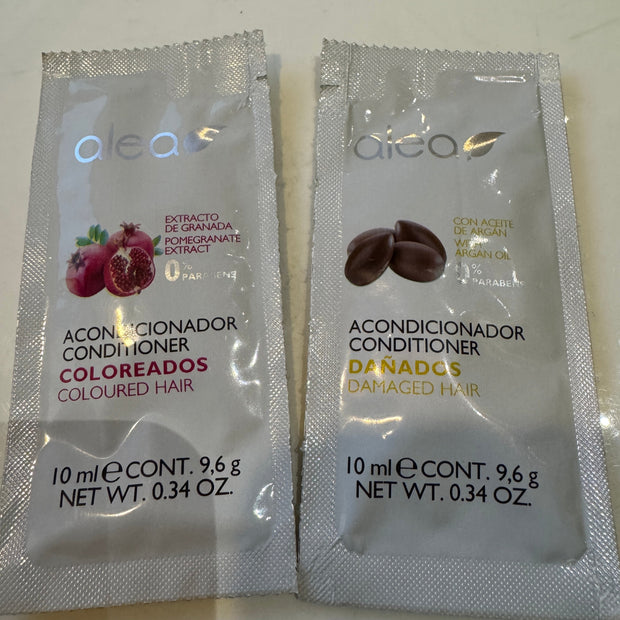 alea
EXTRACTO
DE GRANADA
POMEGRANATE
EXTRACT
0%
PARABENS
ACONDICIONADOR
CONDITIONER
COLOREADOS
COLOURED HAIR
10 ml e CONT. 9,6 g
NET WT. 0.34 OZ.
alea
CON ACEITE
DE ARGÁN
WITH
ARGAN OIL
0%
PARABENS
ACONDICIONADOR
CONDITIONER
DAÑADOS
DAMAGED HAIR
10 ml e CONT. 9,6 g
NET WT. 0.34 OZ.